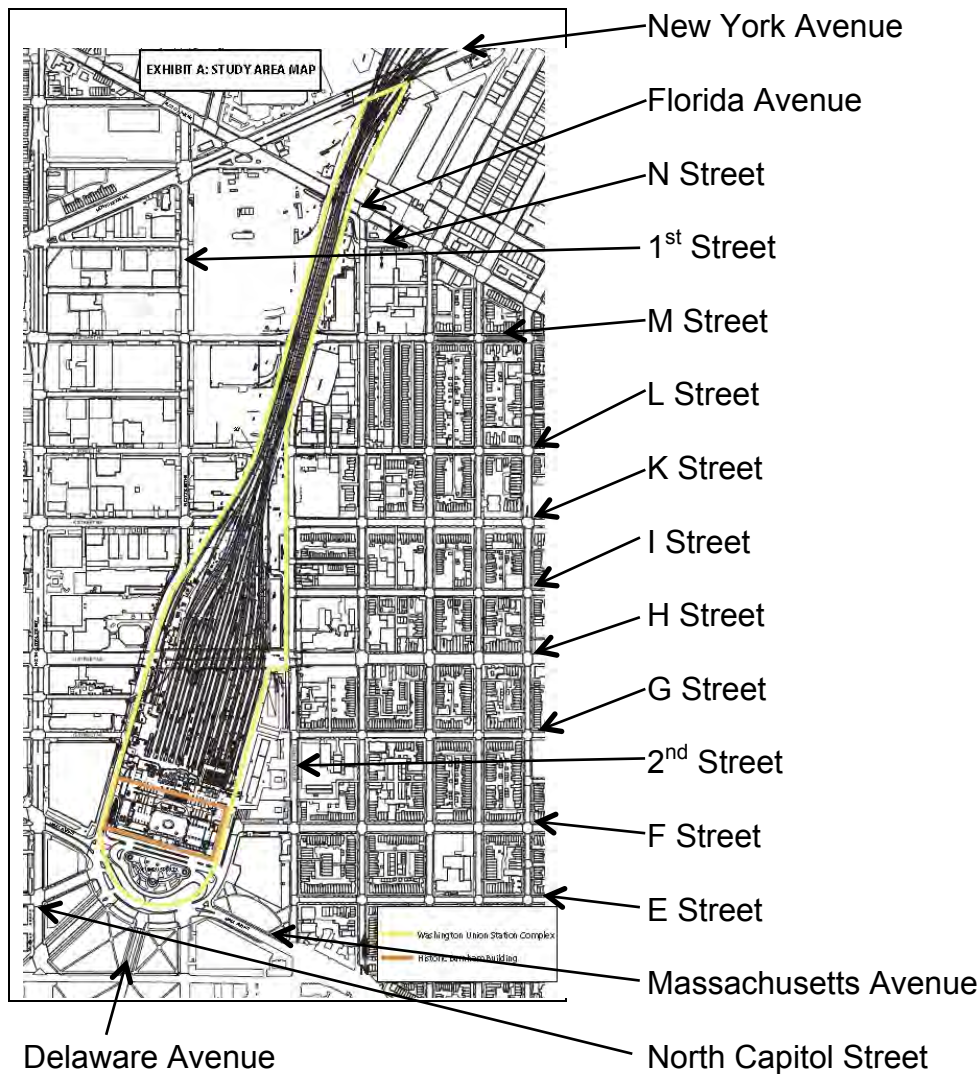 EXHIBIT A: STUDY AREA MAP
New York Avenue
Florida Avenue
N Street
1st Street
M Street
L Street
K Street
I Street
H Street
G Street
2nd Street
F Street
E Street
Washington Union Station Complex
Historic Burnham Building
Massachusetts Avenue
Delaware Avenue
North Capitol Street